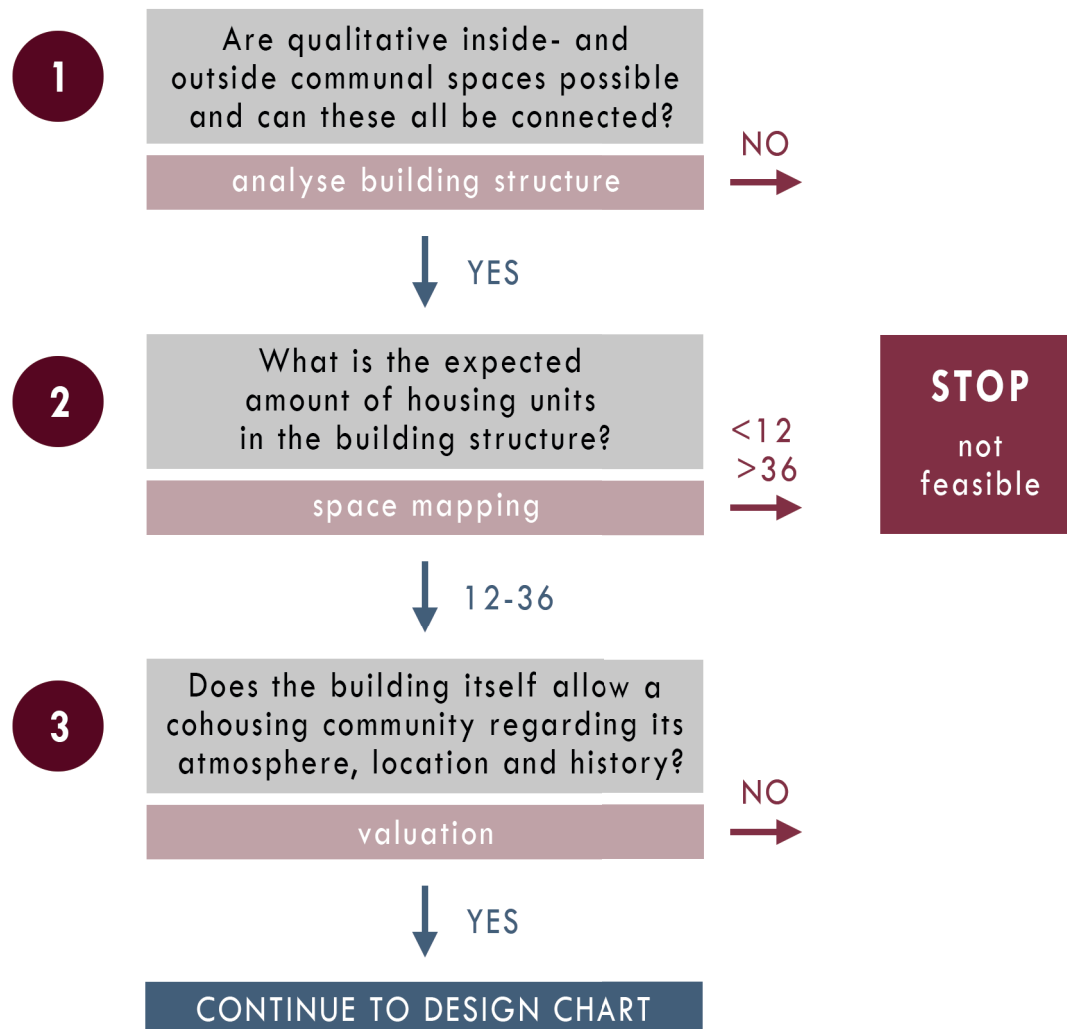 1
Are qualitative inside- and
outside communal spaces possible
and can these all be connected?
analyse building structure
NO
YES
2
What is the expected
amount of housing units
in the building structure?
space mapping
<12
>36
STOP
not
feasible
12-36
3
Does the building itself allow a
cohousing community regarding its
atmosphere, location and history?
valuation
NO
YES
CONTINUE TO DESIGN CHART